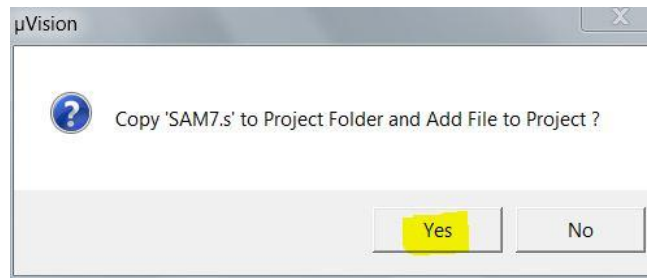 µVision
Copy 'SAM7.s' to Project Folder and Add File to Project ?
Yes
No